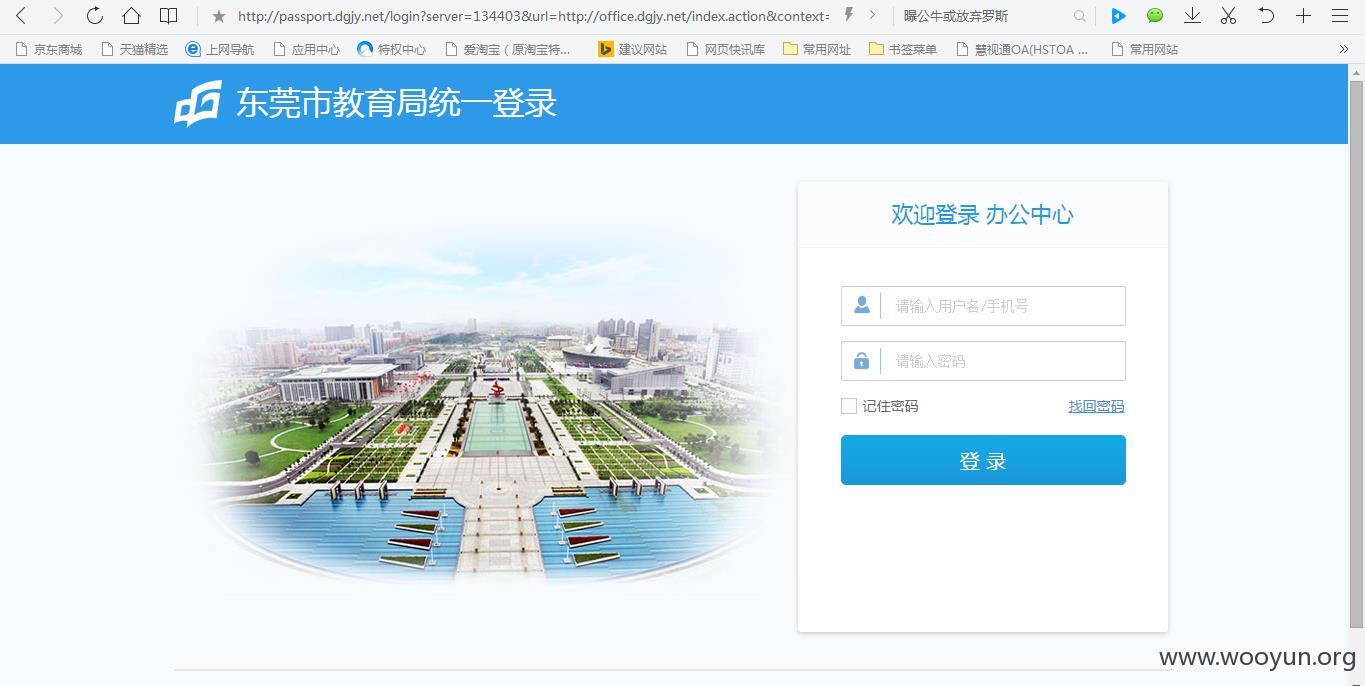 http://passport.dgjy.net/login?server=134403&url=http://office.dgjy.net/index.action&context=
曝公牛或放弃罗斯
京东商城 天猫精选 上网导航 应用中心 特权中心 爱淘宝（原淘宝特... 建议网站 网页快讯库 常用网址 书签菜单 慧视通OA(HSTOA ... 常用网站 »
东莞市教育局统一登录
欢迎登录 办公中心
请输入用户名/手机号
请输入密码
记住密码 找回密码
登 录
www.wooyun.org